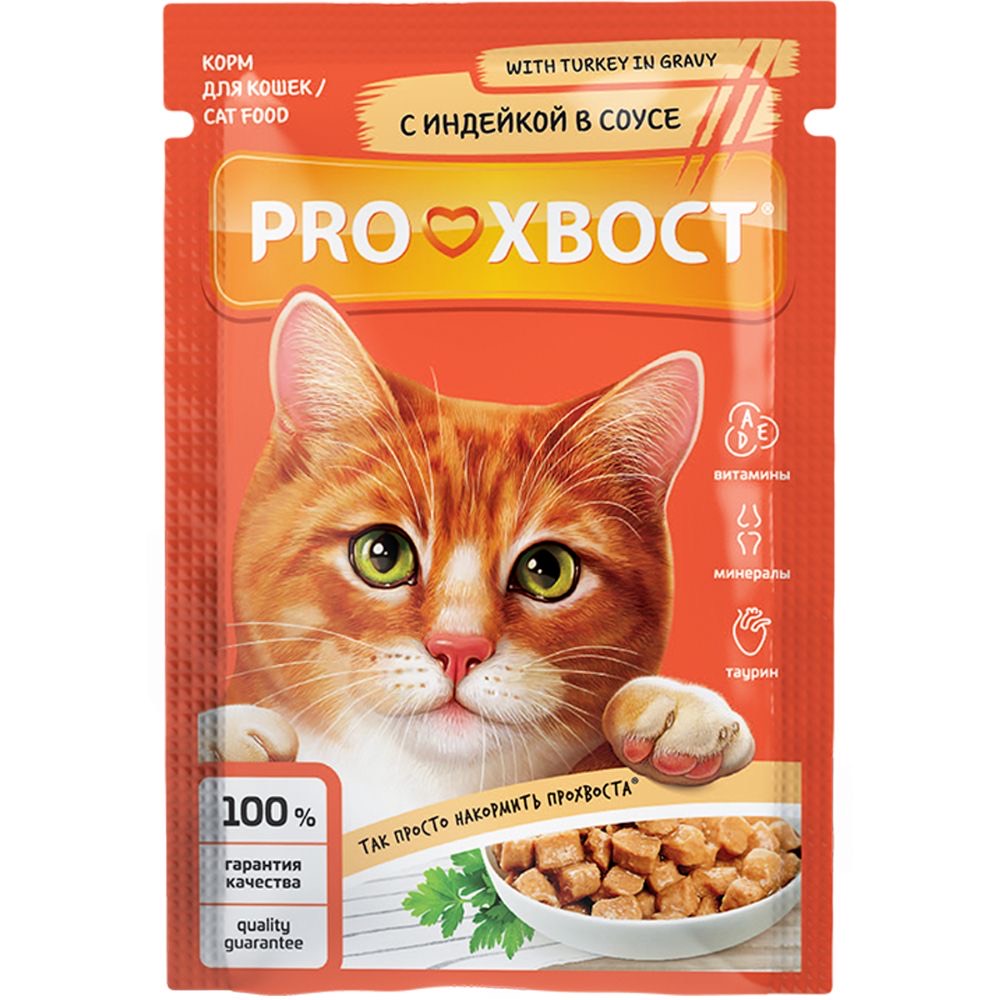 КОРМ
ДЛЯ КОШЕК /
CAT FOOD
WITH TURKEY IN GRAVY
С ИНДЕЙКОЙ В СОУСЕ
PRO ХВОСТ®
A
D E
витамины
минералы
таурин
ТАК ПРОСТО НАКОРМИТЬ ПРОХВОСТА®
100 %
гарантия
качества
quality
guarantee